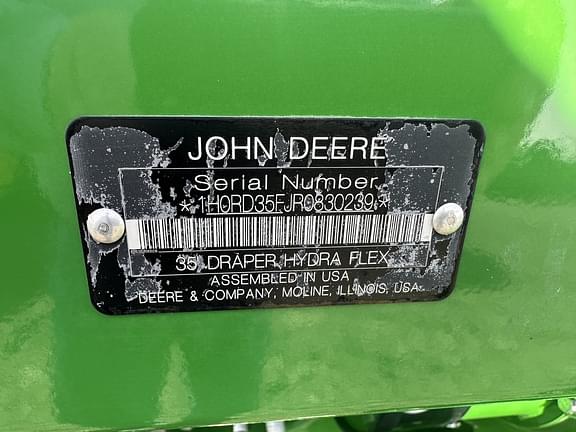 JOHN DEERE
Serial Number
*1H0RD35FJR0830239*
35' DRAPER HYDRA FLEX
ASSEMBLED IN USA
DEERE & COMPANY, MOLINE, ILLINOIS, USA